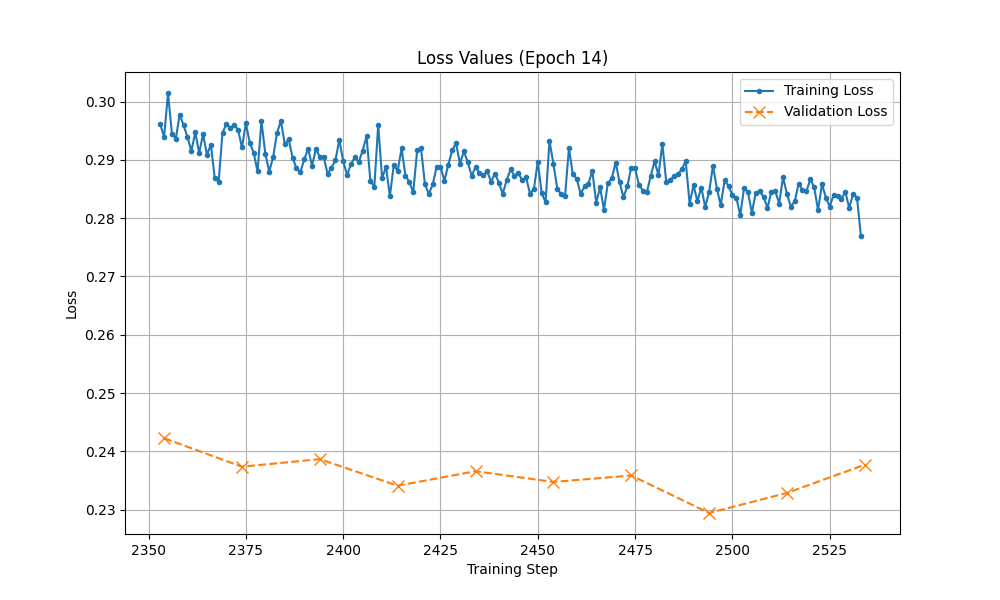 Loss Values (Epoch 14)
Training Loss
Validation Loss
0.30
0.29
0.28
0.27
0.26
0.25
0.24
0.23
Loss
2350 2375 2400 2425 2450 2475 2500 2525
Training Step